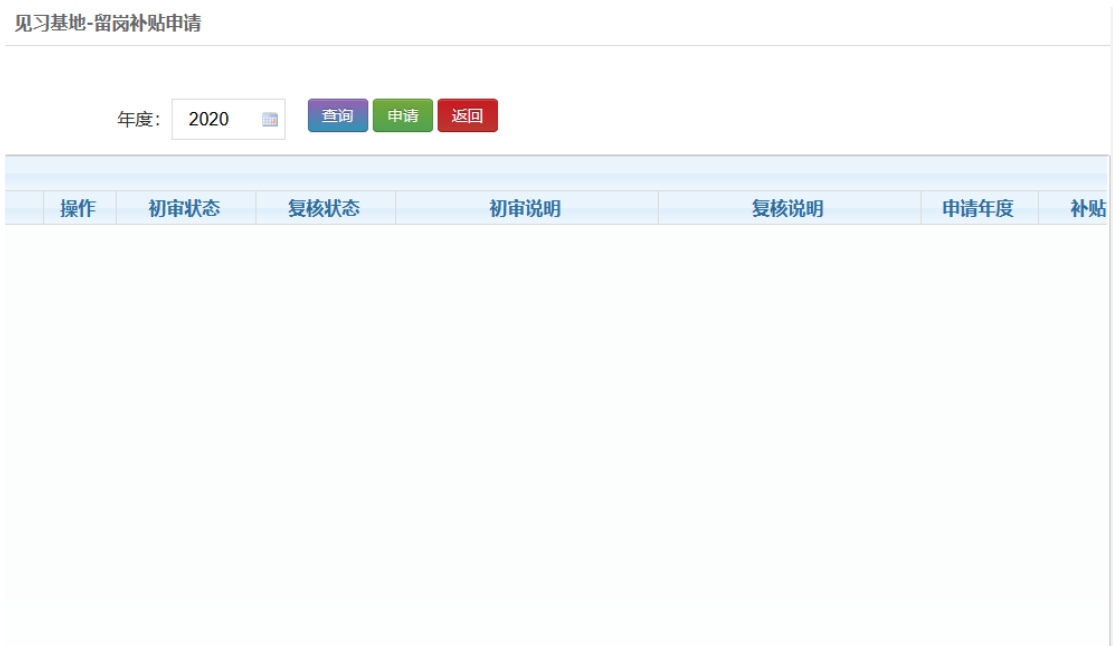 见习基地-留岗补贴申请
年度： 2020 查询 申请 返回
操作 初审状态 复核状态 初审说明 复核说明 申请年度 补贴